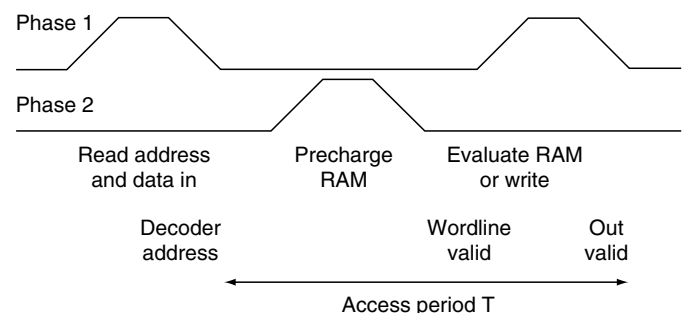 Phase 1
Phase 2
Read address
and data in
Precharge
RAM
Evaluate RAM
or write
Decoder
address
Wordline
valid
Out
valid
Access period T